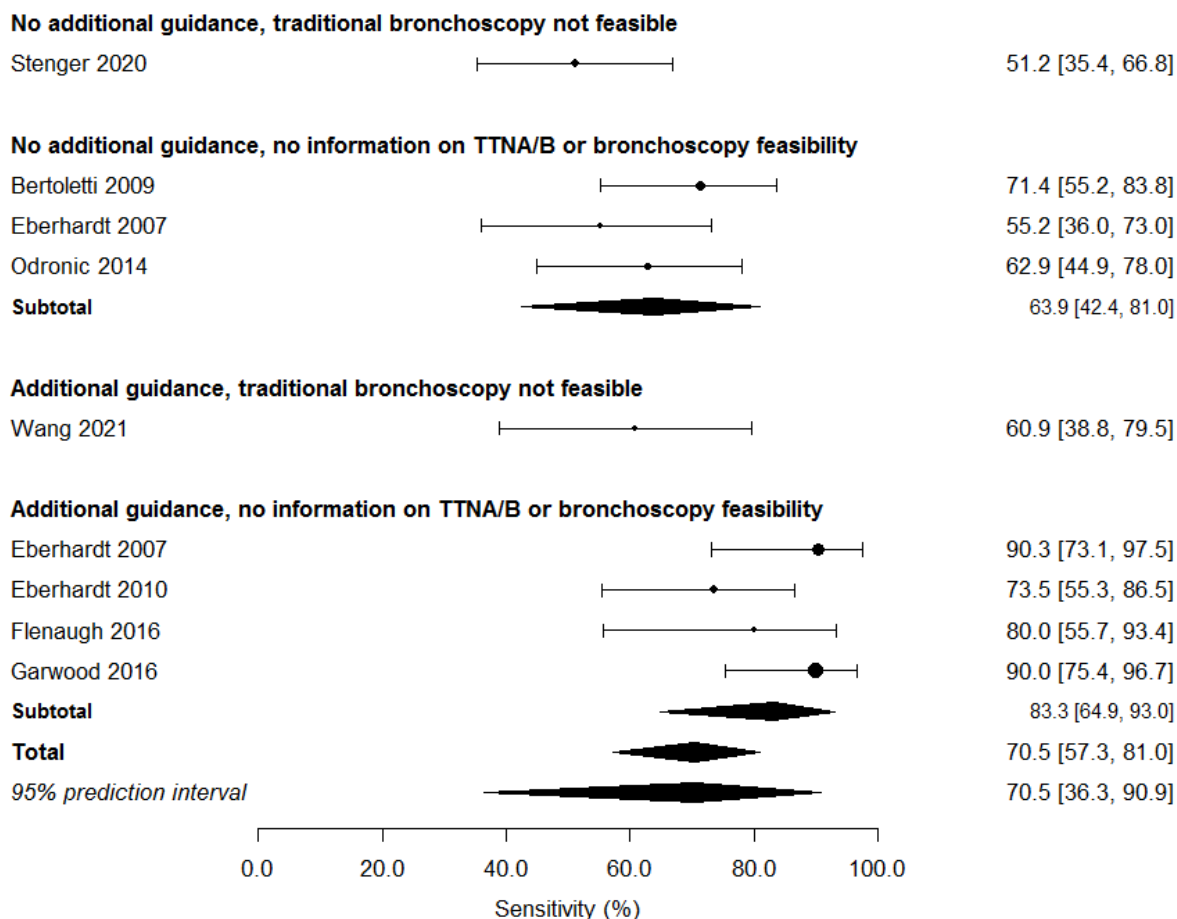 No additional guidance, traditional bronchoscopy not feasible
Stenger 2020 51.2 [35.4, 66.8]
No additional guidance, no information on TTNA/B or bronchoscopy feasibility
Bertoletti 2009 71.4 [55.2, 83.8]
Eberhardt 2007 55.2 [36.0, 73.0]
Odronic 2014 62.9 [44.9, 78.0]
Subtotal 63.9 [42.4, 81.0]
Additional guidance, traditional bronchoscopy not feasible
Wang 2021 60.9 [38.8, 79.5]
Additional guidance, no information on TTNA/B or bronchoscopy feasibility
Eberhardt 2007 90.3 [73.1, 97.5]
Eberhardt 2010 73.5 [55.3, 86.5]
Flenaugh 2016 80.0 [55.7, 93.4]
Garwood 2016 90.0 [75.4, 96.7]
Subtotal 83.3 [64.9, 93.0]
Total 70.5 [57.3, 81.0]
95% prediction interval 70.5 [36.3, 90.9]
0.0 20.0 40.0 60.0 80.0 100.0
Sensitivity (%)